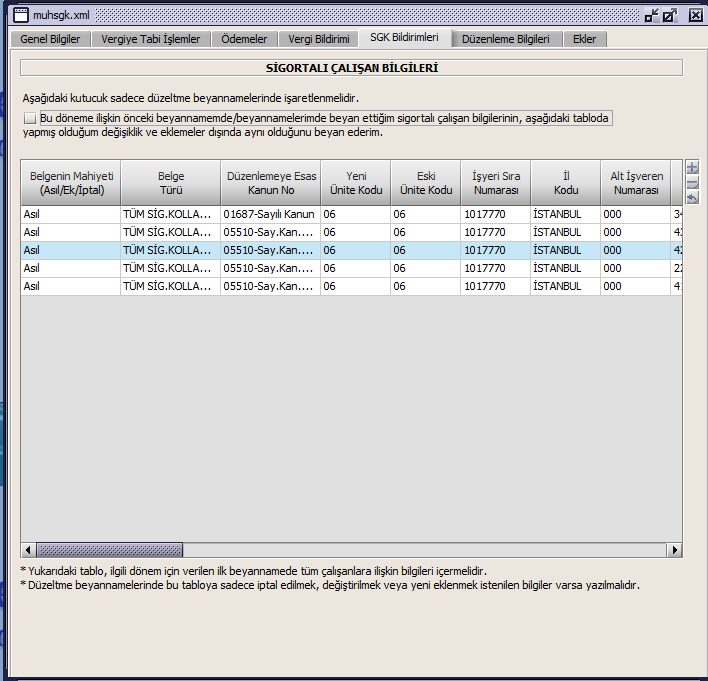 muhsgk.xml
Genel Bilgiler Vergiye Tabi İşlemler Ödemeler Vergi Bildirimi SGK Bildirimleri Düzenleme Bilgileri Ekler
SİGORTALI ÇALIŞAN BİLGİLERİ
Aşağıdaki kutucuk sadece düzeltme beyannamelerinde işaretlenmelidir.
Bu döneme ilişkin önceki beyannamemde/beyannamelerimde beyan ettiğim sigortalı çalışan bilgilerinin, aşağıdaki tabloda
yapmış olduğum değişiklik ve eklemeler dışında aynı olduğunu beyan ederim.
Belgenin Mahiyeti Belge Düzenlemeye Esas Yeni Eski İşyeri Sıra İl Alt İşveren
(Asıl/Ek/İptal) Türü Kanun No Ünite Kodu Ünite Kodu Numarası Kodu Numarası
Asıl TÜM SİG.KOLLA... 01687-Sayılı Kanun 06 06 1017770 İSTANBUL 000 34
Asıl TÜM SİG.KOLLA... 05510-Say.Kan.... 06 06 1017770 İSTANBUL 000 42
Asıl TÜM SİG.KOLLA... 05510-Say.Kan.... 06 06 1017770 İSTANBUL 000 42
Asıl TÜM SİG.KOLLA... 05510-Say.Kan.... 06 06 1017770 İSTANBUL 000 22
Asıl TÜM SİG.KOLLA... 05510-Say.Kan.... 06 06 1017770 İSTANBUL 000 41
* Yukarıdaki tablo, ilgili dönem için verilen ilk beyannamede tüm çalışanlara ilişkin bilgileri içermelidir.
* Düzeltme beyannamelerinde bu tabloya sadece iptal edilmek, değiştirilmek veya yeni eklenmek istenilen bilgiler varsa yazılmalıdır.